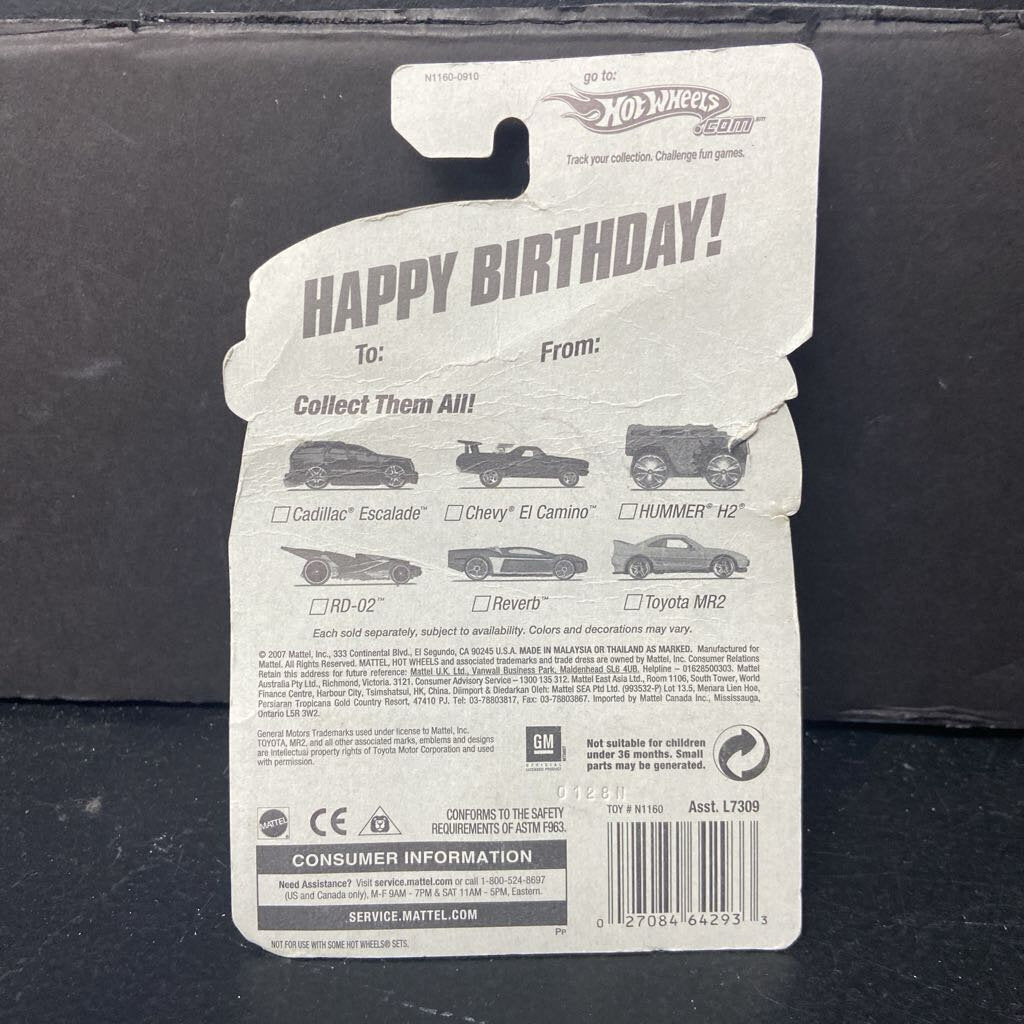 N1160-0910
go to:
HOT WHEELS
.COM℠
Track your collection. Challenge fun games.
HAPPY BIRTHDAY!
To: From:
Collect Them All!
Cadillac® Escalade™ Chevy® El Camino™ HUMMER® H2®
RD-02™ Reverb™ Toyota MR2
Each sold separately, subject to availability. Colors and decorations may vary.
© 2007 Mattel, Inc., 333 Continental Blvd., El Segundo, CA 90245 U.S.A. MADE IN MALAYSIA OR THAILAND AS MARKED. Manufactured for
Mattel. All Rights Reserved. MATTEL, HOT WHEELS and associated trademarks and trade dress are owned by Mattel, Inc. Consumer Relations
Retain this address for future reference: Mattel U.K. Ltd., Vanwall Business Park, Maidenhead SL6 4UB. Helpline – 01628500303. Mattel
Australia Pty Ltd., Richmond, Victoria. 3121. Consumer Advisory Service – 1300 135 312. Mattel East Asia Ltd., Room 1106, South Tower, World
Finance Centre, Harbour City, Tsimshatsui, HK, China. Diimport & Diedarkan Oleh: Mattel SEA Ptd Ltd. (993532-P) Lot 13.5, Menara Lien Hoe,
Persiaran Tropicana Gold Country Resort, 47410 PJ. Tel: 03-78803817, Fax: 03-78803867. Imported by Mattel Canada Inc., Mississauga,
Ontario L5R 3W2.
General Motors Trademarks used under license to Mattel, Inc.
TOYOTA, MR2, and all other associated marks, emblems and designs
are intellectual property rights of Toyota Motor Corporation and used
with permission.
GM
OFFICIAL
LICENSED PRODUCT
Not suitable for children
under 36 months. Small
parts may be generated.
0128N
TOY # N1160 Asst. L7309
MATTEL
CE
CONFORMS TO THE SAFETY
REQUIREMENTS OF ASTM F963.
CONSUMER INFORMATION
Need Assistance? Visit service.mattel.com or call 1-800-524-8697
(US and Canada only), M-F 9AM - 7PM & SAT 11AM - 5PM, Eastern.
SERVICE.MATTEL.COM
PP
NOT FOR USE WITH SOME HOT WHEELS® SETS.
0 27084 64293 3